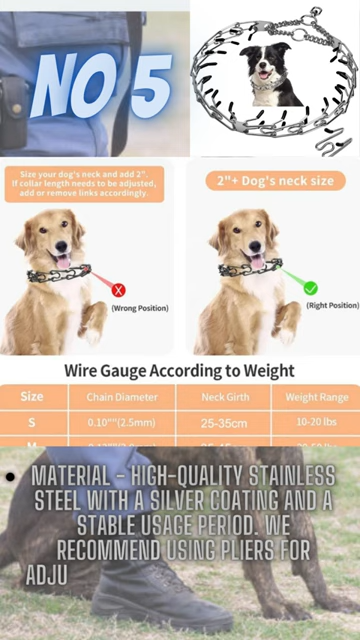 NO 5
Size your dog's neck and add 2".
If collar length needs to be adjusted,
add or remove links accordingly.
2"+ Dog's neck size
(Wrong Position)
(Right Position)
Wire Gauge According to Weight
Size Chain Diameter Neck Girth Weight Range
S 0.10""(2.5mm) 25-35cm 10-20 lbs
MATERIAL - HIGH-QUALITY STAINLESS
STEEL WITH A SILVER COATING AND A
STABLE USAGE PERIOD. WE
RECOMMEND USING PLIERS FOR
ADJU